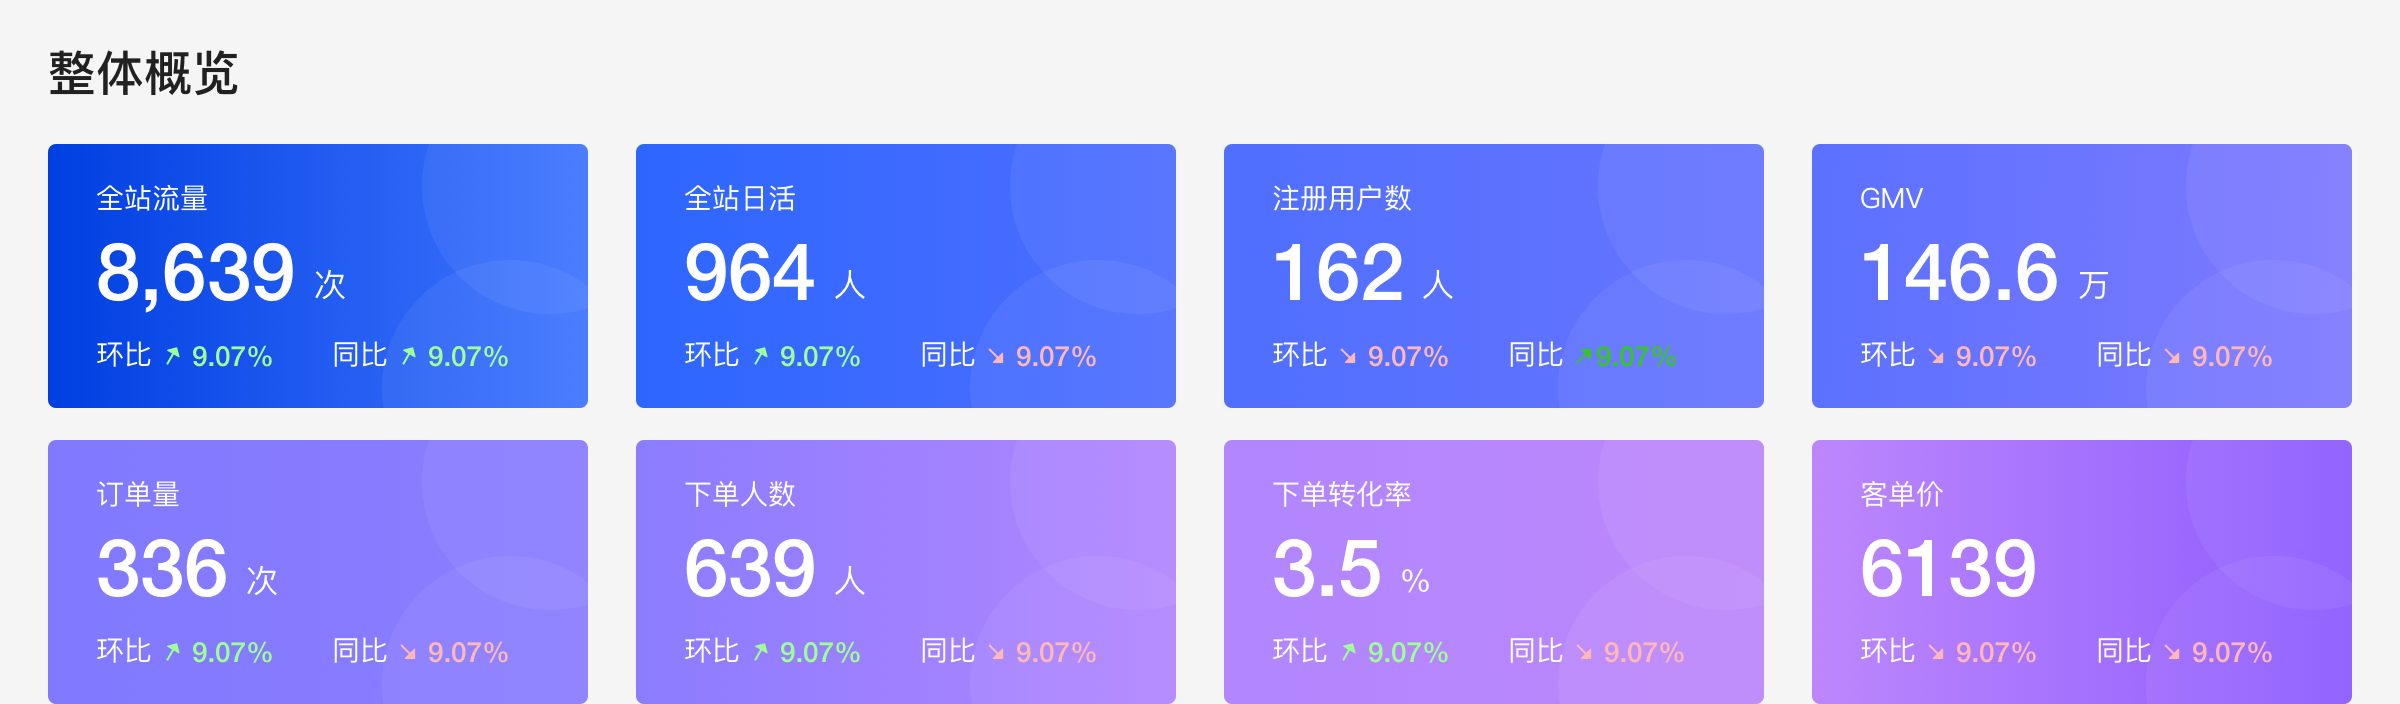 整体概览
全站流量
8,639 次
环比 9.07% 同比 9.07%
全站日活
964 人
环比 9.07% 同比 9.07%
注册用户数
162 人
环比 9.07% 同比 9.07%
GMV
146.6 万
环比 9.07% 同比 9.07%
订单量
336 次
环比 9.07% 同比 9.07%
下单人数
639 人
环比 9.07% 同比 9.07%
下单转化率
3.5 %
环比 9.07% 同比 9.07%
客单价
6139
环比 9.07% 同比 9.07%